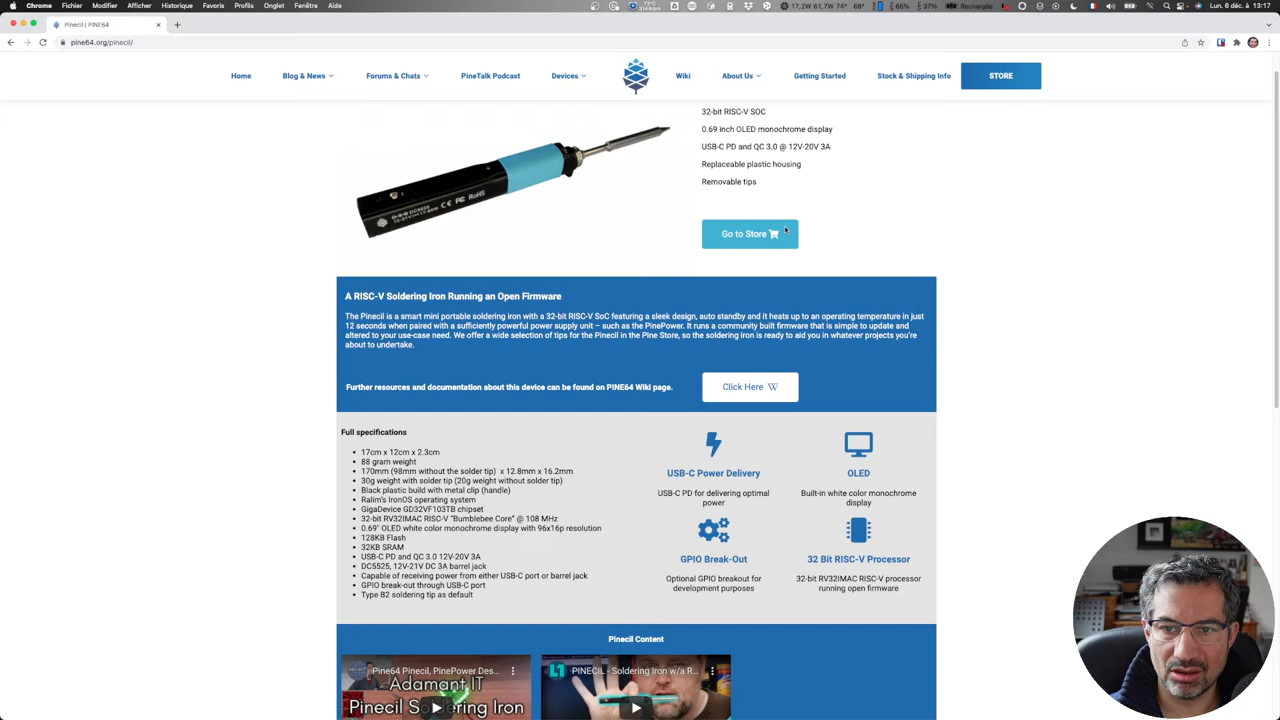 Chrome Fichier Modifier Afficher Historique Favoris Profils Onglet Fenêtre Aide
17,2W 61,7W 74° 68° 65% 37% Rechargée Lun. 6 déc. à 13:17
Pinecil | PINE64
pine64.org/pinecil/
Home Blog & News Forums & Chats PineTalk Podcast Devices Wiki About Us Getting Started Stock & Shipping Info STORE
32-bit RISC-V SOC
0.69 inch OLED monochrome display
USB-C PD and QC 3.0 @ 12V-20V 3A
Replaceable plastic housing
Removable tips
Go to Store
A RISC-V Soldering Iron Running an Open Firmware
The Pinecil is a smart mini portable soldering iron with a 32-bit RISC-V SoC featuring a sleek design, auto standby and it heats up to an operating temperature in just
12 seconds when paired with a sufficiently powerful power supply unit – such as the PinePower. It runs a community built firmware that is simple to update and
altered to your use-case need. We offer a wide selection of tips for the Pinecil in the Pine Store, so the soldering iron is ready to aid you in whatever projects you're
about to undertake.
Further resources and documentation about this device can be found on PINE64 Wiki page.
Click Here W
Full specifications
17cm x 12cm x 2.3cm
88 gram weight
170mm (98mm without the solder tip) x 12.8mm x 16.2mm
30g weight with solder tip (20g weight without solder tip)
Black plastic build with metal clip (handle)
Ralim's IronOS operating system
GigaDevice GD32VF103TB chipset
32-bit RV32IMAC RISC-V "Bumblebee Core" @ 108 MHz
0.69" OLED white color monochrome display with 96x16p resolution
128KB Flash
32KB SRAM
USB-C PD and QC 3.0 12V-20V 3A
DC5525, 12V-21V DC 3A barrel jack
Capable of receiving power from either USB-C port or barrel jack
GPIO break-out through USB-C port
Type B2 soldering tip as default
USB-C Power Delivery
USB-C PD for delivering optimal
power
OLED
Built-in white color monochrome
display
GPIO Break-Out
Optional GPIO breakout for
development purposes
32 Bit RISC-V Processor
32-bit RV32IMAC RISC-V processor
running open firmware
Pinecil Content
Pine64 Pinecil, PinePower Des...
Adamant IT
Pinecil Soldering Iron
PINECIL - Soldering Iron w/a R...